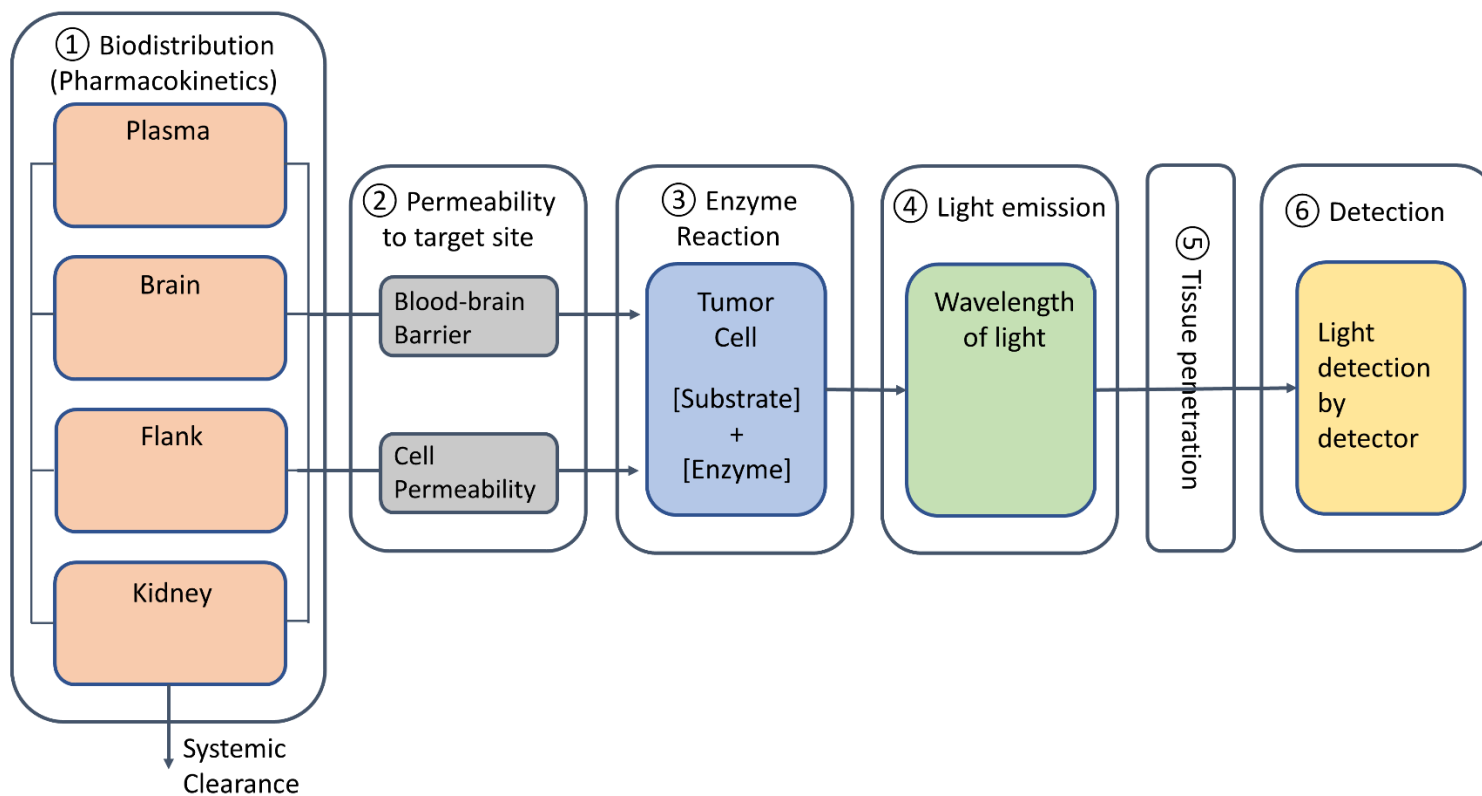 ① Biodistribution
(Pharmacokinetics)
Plasma
Brain
Flank
Kidney
Systemic
Clearance
② Permeability
to target site
Blood-brain
Barrier
Cell
Permeability
③ Enzyme
Reaction
Tumor
Cell
[Substrate]
+
[Enzyme]
④ Light emission
Wavelength
of light
⑤ Tissue penetration
⑥ Detection
Light
detection
by
detector